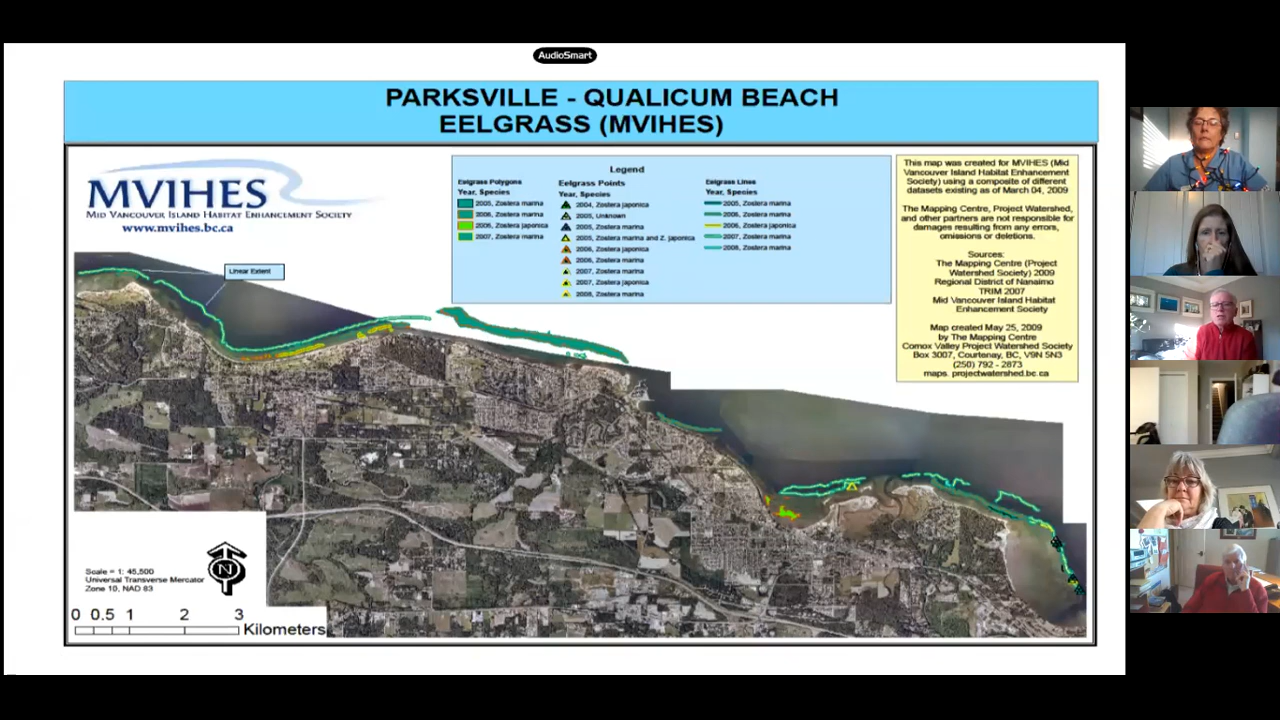 AudioSmart
PARKSVILLE - QUALICUM BEACH
EELGRASS (MVIHES)
MVIHES
MID VANCOUVER ISLAND HABITAT ENHANCEMENT SOCIETY
www.mvihes.bc.ca
Legend
Eelgrass Polygons
Year, Species
2005, Zostera marina
2006, Zostera marina
2006, Zostera japonica
2007, Zostera marina
Eelgrass Points
Year, Species
2004, Zostera japonica
2005, Unknown
2005, Zostera marina
2005, Zostera marina and Z. japonica
2006, Zostera japonica
2006, Zostera marina
2007, Zostera marina
2007, Zostera japonica
2008, Zostera marina
Eelgrass Lines
Year, Species
2005, Zostera marina
2006, Zostera marina
2006, Zostera japonica
2007, Zostera marina
2008, Zostera marina
This map was created for MVIHES (Mid
Vancouver Island Habitat Enhancement
Society) using a composite of different
datasets existing as of March 04, 2009
The Mapping Centre, Project Watershed,
and other partners are not responsible for
damages resulting from any errors,
omissions or deletions.
Sources:
The Mapping Centre (Project
Watershed Society) 2009
Regional District of Nanaimo
TRIM 2007
Mid Vancouver Island Habitat
Enhancement Society
Map created May 25, 2009
by The Mapping Centre
Comox Valley Project Watershed Society
Box 3007, Courtenay, BC, V9N 5N3
(250) 792 - 2873
maps. projectwatershed.bc.ca
Linear Extent
N
Scale = 1: 45,500
Universal Transverse Mercator
Zone 10, NAD 83
0 0.5 1 2 3
Kilometers